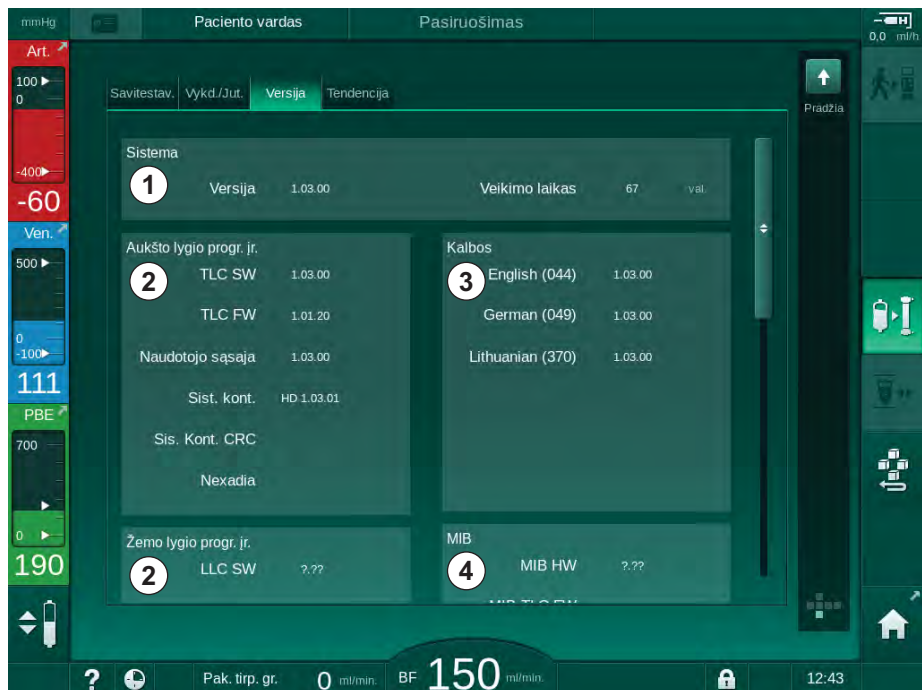 mmHg
Paciento vardas
Pasiruošimas
0,0 ml/h
Art.
100
0
-400
-60
Ven.
500
0
-100
111
PBE
700
0
190
Savitestav. Vykd./Jut. Versija Tendencija
Pradžia
Sistema
1 Versija 1.03.00 Veikimo laikas 67 val.
Aukšto lygio progr. įr.
2 TLC SW 1.03.00
TLC FW 1.01.20
Naudotojo sąsaja 1.03.00
Sist. kont. HD 1.03.01
Sis. Kont. CRC
Nexadia
Kalbos
3 English (044) 1.03.00
German (049) 1.03.00
Lithuanian (370) 1.03.00
Žemo lygio progr. įr.
2 LLC SW ?.??
MIB
4 MIB HW ?.??
MIB TLC FW
? Pak. tirp. gr. 0 ml/min. BF 150 ml/min. 12:43